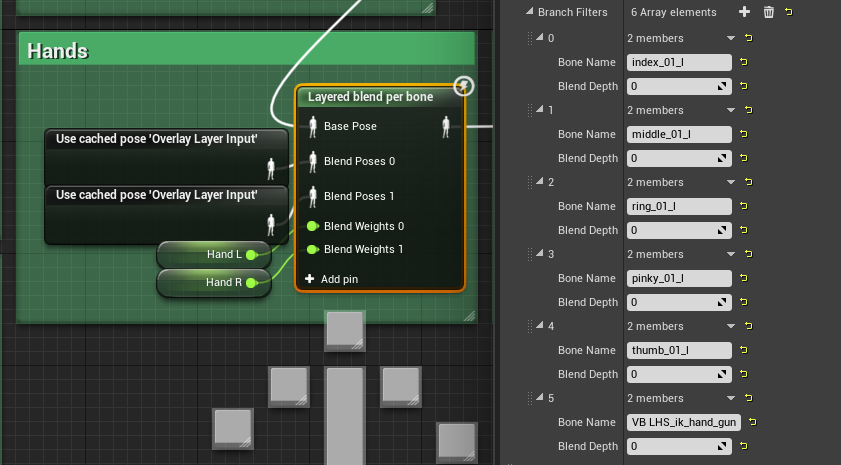 Hands
Layered blend per bone
Base Pose
Use cached pose 'Overlay Layer Input'
Blend Poses 0
Use cached pose 'Overlay Layer Input'
Blend Poses 1
Blend Weights 0
Hand L
Blend Weights 1
Hand R
Add pin
Branch Filters 6 Array elements
0 2 members
Bone Name index_01_l
Blend Depth 0
1 2 members
Bone Name middle_01_l
Blend Depth 0
2 2 members
Bone Name ring_01_l
Blend Depth 0
3 2 members
Bone Name pinky_01_l
Blend Depth 0
4 2 members
Bone Name thumb_01_l
Blend Depth 0
5 2 members
Bone Name VB LHS_ik_hand_gun
Blend Depth 0